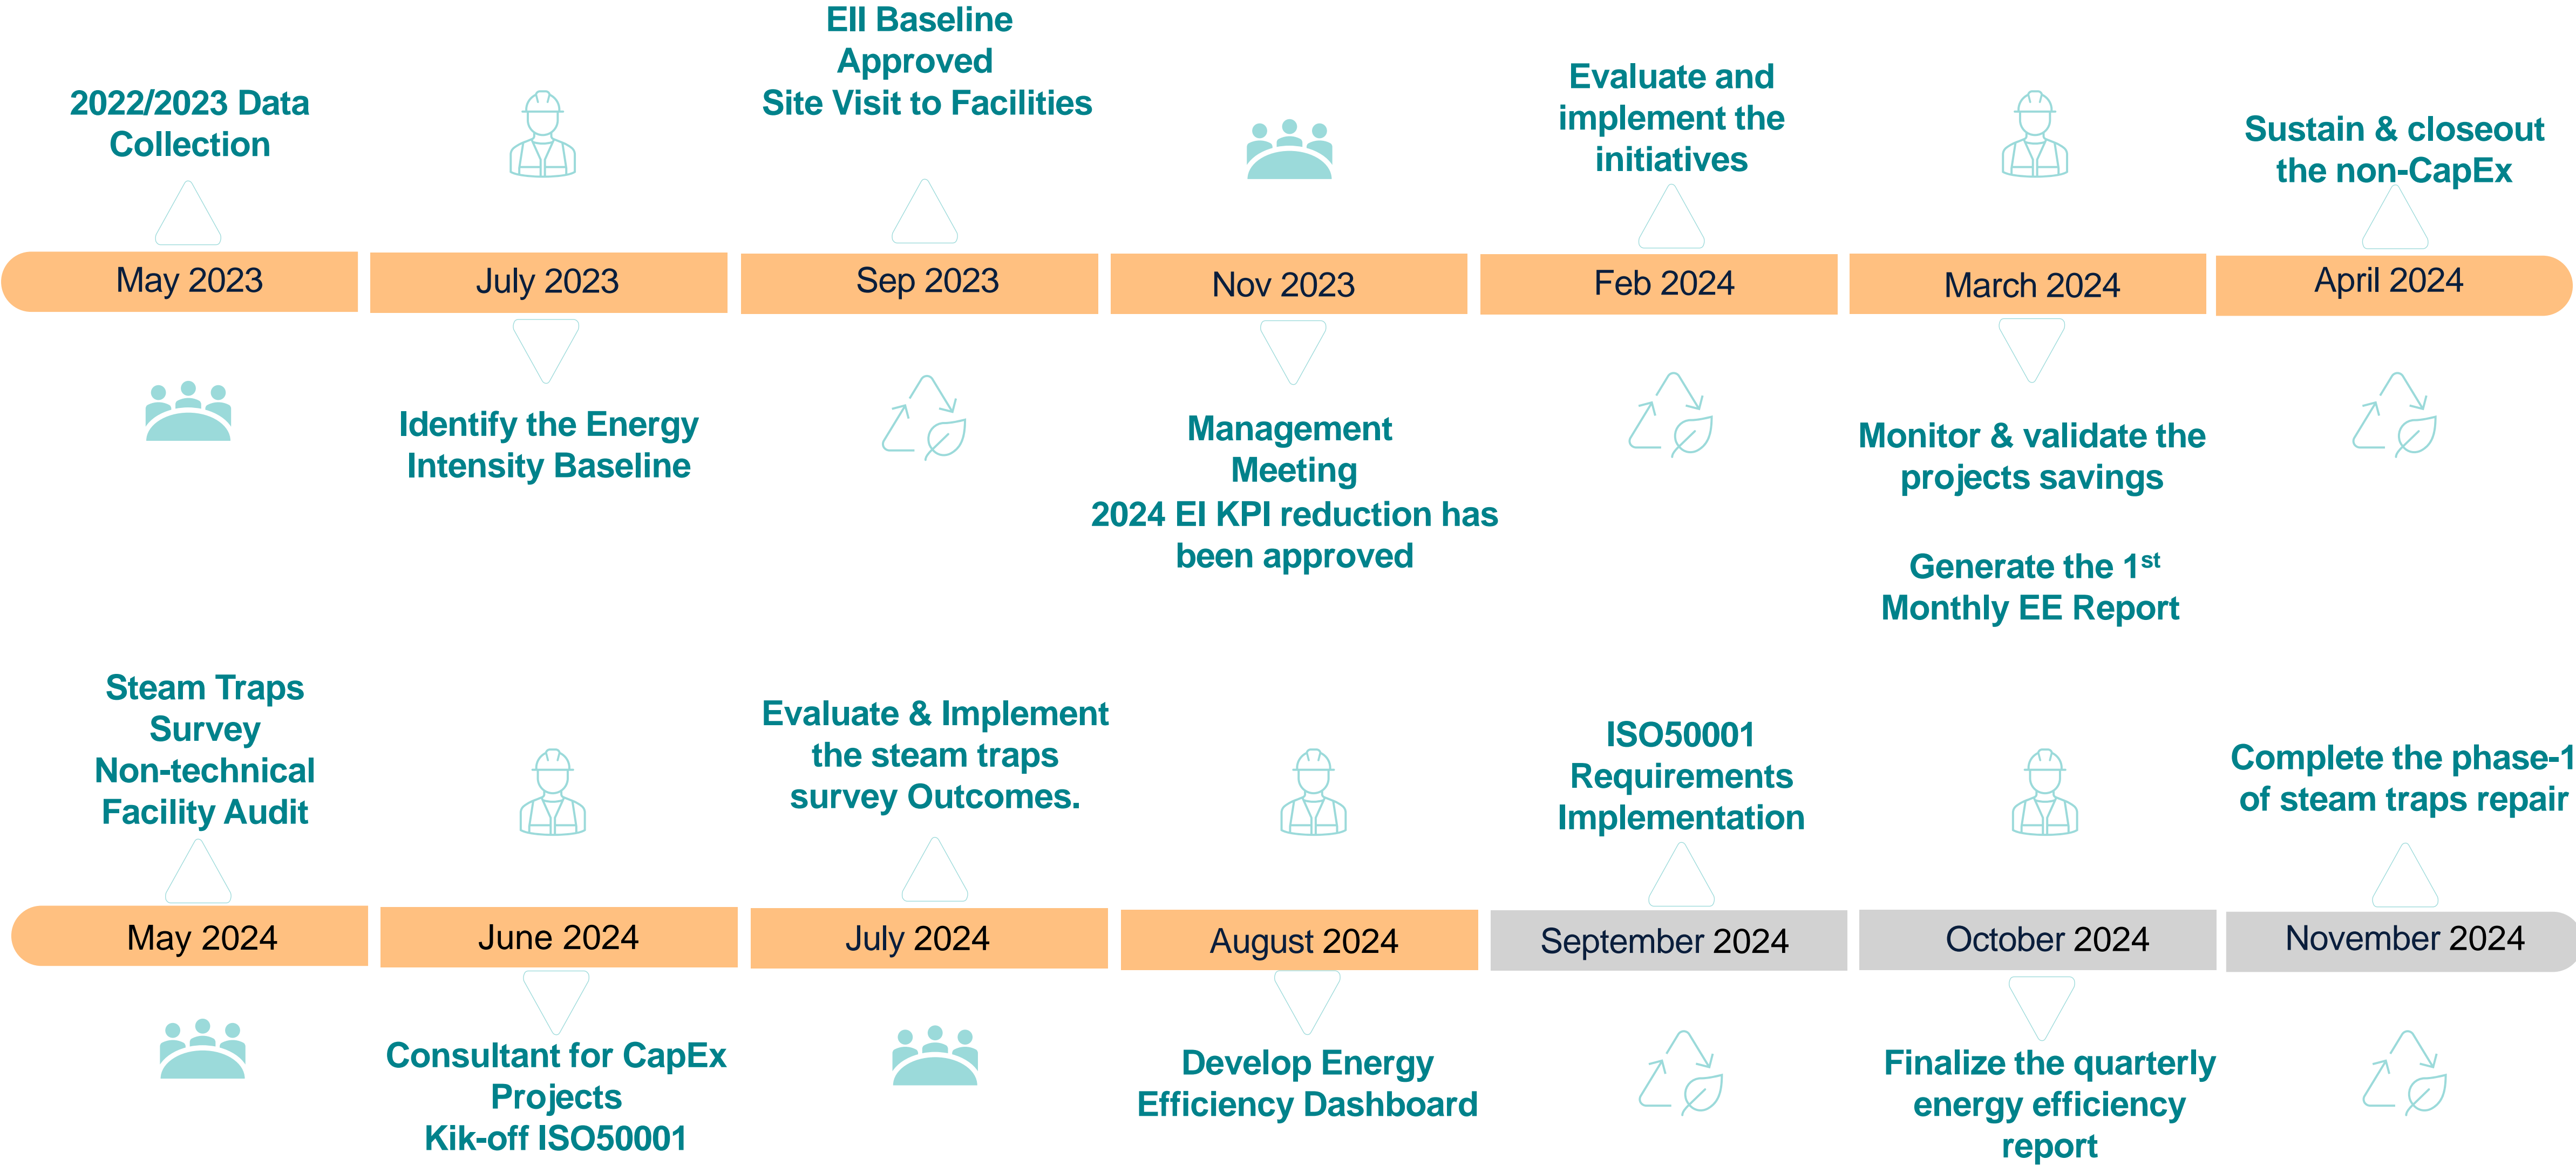 2022/2023 Data
Collection
EII Baseline
Approved
Site Visit to Facilities
Evaluate and
implement the
initiatives
Sustain & closeout
the non-CapEx
May 2023
July 2023
Sep 2023
Nov 2023
Feb 2024
March 2024
April 2024
Identify the Energy
Intensity Baseline
Management
Meeting
2024 EI KPI reduction has
been approved
Monitor & validate the
projects savings
Generate the 1st
Monthly EE Report
Steam Traps
Survey
Non-technical
Facility Audit
Evaluate & Implement
the steam traps
survey Outcomes.
ISO50001
Requirements
Implementation
Complete the phase-1
of steam traps repair
May 2024
June 2024
July 2024
August 2024
September 2024
October 2024
November 2024
Consultant for CapEx
Projects
Kik-off ISO50001
Develop Energy
Efficiency Dashboard
Finalize the quarterly
energy efficiency
report